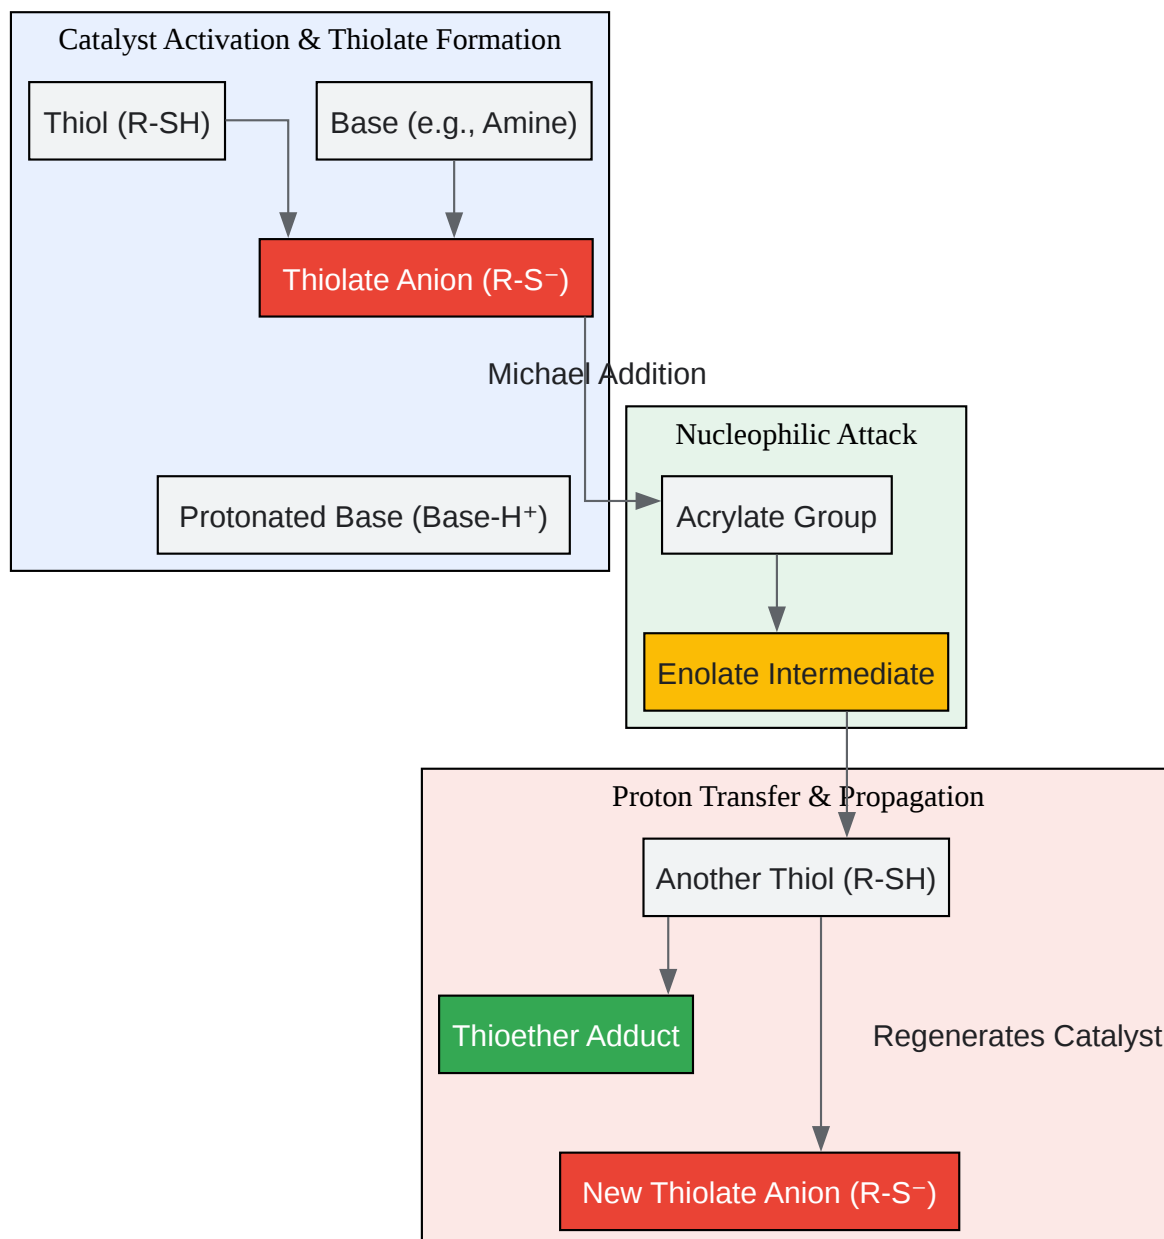 Catalyst Activation & Thiolate Formation
Thiol (R-SH)
Base (e.g., Amine)
Thiolate Anion (R-S⁻)
Michael Addition
Protonated Base (Base-H⁺)
Nucleophilic Attack
Acrylate Group
Enolate Intermediate
Proton Transfer & Propagation
Another Thiol (R-SH)
Thioether Adduct
Regenerates Catalyst
New Thiolate Anion (R-S⁻)